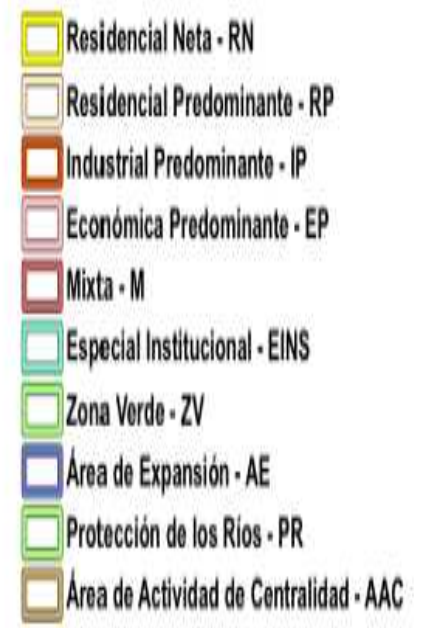 Residencial Neta - RN
Residencial Predominante - RP
Industrial Predominante - IP
Económica Predominante - EP
Mixta - M
Especial Institucional - EINS
Zona Verde - ZV
Área de Expansión - AE
Protección de los Ríos - PR
Área de Actividad de Centralidad - AAC